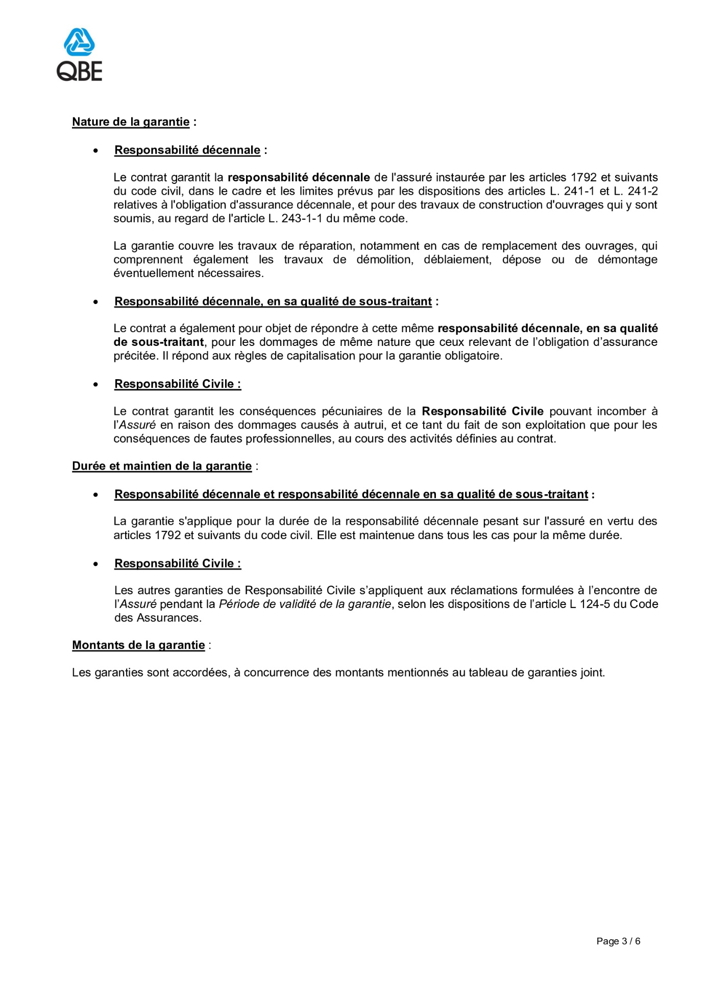 QBE
Nature de la garantie :
• Responsabilité décennale :
Le contrat garantit la responsabilité décennale de l'assuré instaurée par les articles 1792 et suivants
du code civil, dans le cadre et les limites prévus par les dispositions des articles L. 241-1 et L. 241-2
relatives à l'obligation d'assurance décennale, et pour des travaux de construction d'ouvrages qui y sont
soumis, au regard de l'article L. 243-1-1 du même code.
La garantie couvre les travaux de réparation, notamment en cas de remplacement des ouvrages, qui
comprennent également les travaux de démolition, déblaiement, dépose ou de démontage
éventuellement nécessaires.
• Responsabilité décennale, en sa qualité de sous-traitant :
Le contrat a également pour objet de répondre à cette même responsabilité décennale, en sa qualité
de sous-traitant, pour les dommages de même nature que ceux relevant de l’obligation d’assurance
précitée. Il répond aux règles de capitalisation pour la garantie obligatoire.
• Responsabilité Civile :
Le contrat garantit les conséquences pécuniaires de la Responsabilité Civile pouvant incomber à
l’Assuré en raison des dommages causés à autrui, et ce tant du fait de son exploitation que pour les
conséquences de fautes professionnelles, au cours des activités définies au contrat.
Durée et maintien de la garantie :
• Responsabilité décennale et responsabilité décennale en sa qualité de sous-traitant :
La garantie s'applique pour la durée de la responsabilité décennale pesant sur l'assuré en vertu des
articles 1792 et suivants du code civil. Elle est maintenue dans tous les cas pour la même durée.
• Responsabilité Civile :
Les autres garanties de Responsabilité Civile s’appliquent aux réclamations formulées à l’encontre de
l’Assuré pendant la Période de validité de la garantie, selon les dispositions de l’article L 124-5 du Code
des Assurances.
Montants de la garantie :
Les garanties sont accordées, à concurrence des montants mentionnés au tableau de garanties joint.
Page 3 / 6